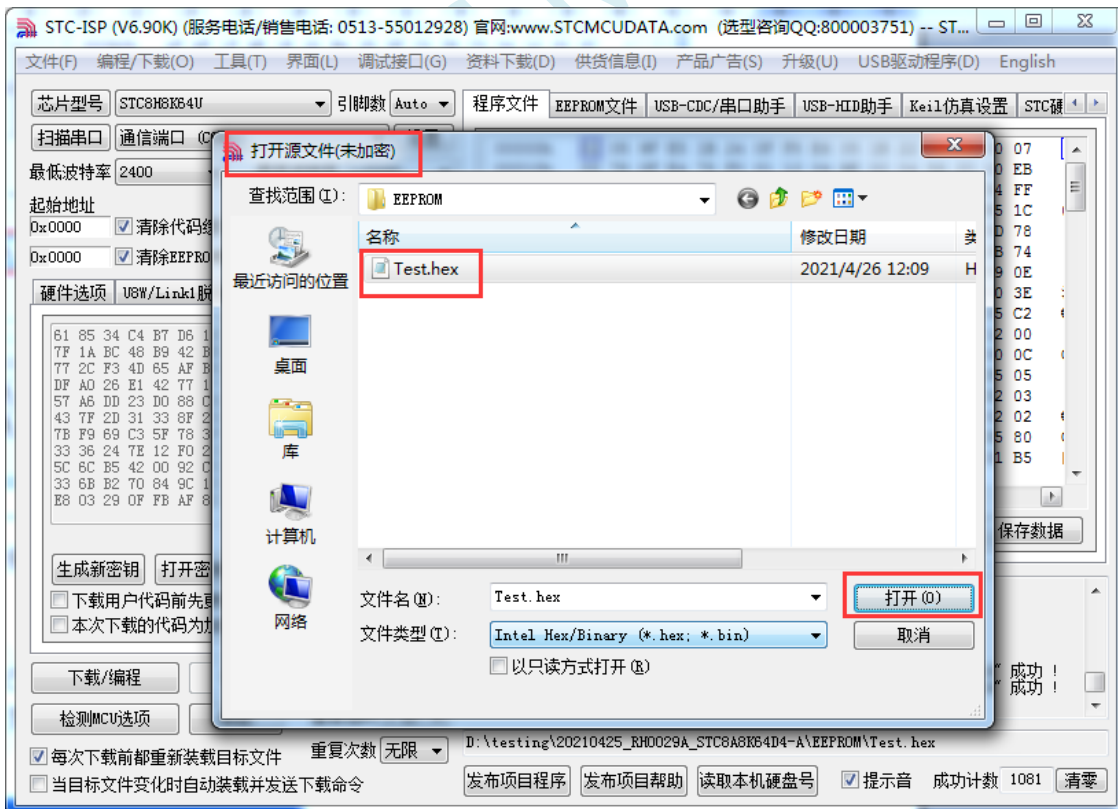 STC-ISP (V6.90K) (服务电话/销售电话: 0513-55012928) 官网:www.STCMCUDATA.com (选型咨询QQ:800003751) -- ST...
文件(F) 编程/下载(O) 工具(T) 界面(L) 调试接口(G) 资料下载(D) 供货信息(I) 产品广告(S) 升级(U) USB驱动程序(D) English
芯片型号 STC8H8K64U 引脚数 Auto 程序文件 EEPROM文件 USB-CDC/串口助手 USB-HID助手 Keil仿真设置 STC硬
扫描串口 通信端口
最低波特率 2400
起始地址
0x0000 清除代码缓
0x0000 清除EEPRO
硬件选项 U8W/Link1脱
61 85 34 C4 B7 D6 1
7F 1A BC 48 B9 42 B
77 2C F3 4D 65 AF B
DF A0 26 E1 42 77 1
57 A6 DD 23 D0 88 C
43 7F 2D 31 33 8F 2
7B F9 69 C3 5F 78 3
33 36 24 7E 12 F0 2
5C 6C B5 42 00 92 C
33 6B B2 70 84 9C 1
E8 03 29 0F FB AF 8
生成新密钥 打开密
下载用户代码前先
本次下载的代码为加
打开源文件(未加密)
查找范围(I): EEPROM
名称 修改日期 类
Test.hex 2021/4/26 12:09 H
最近访问的位置
桌面
库
计算机
网络
文件名(N): Test.hex 打开(O)
文件类型(T): Intel Hex/Binary (*.hex; *.bin) 取消
以只读方式打开(R)
0 07
0 EB
4 FF
5 1C
D 78
B 74
9 0E
0 3E
5 C2
2 00
0 0C
5 05
2 03
2 02
5 80
1 B5
保存数据
下载/编程
成功 !
成功 !
检测MCU选项
每次下载前都重新装载目标文件 重复次数 无限 D:\testing\20210425_RH0029A_STC8A8K64D4-A\EEPROM\Test.hex
当目标文件变化时自动装载并发送下载命令 发布项目程序 发布项目帮助 读取本机硬盘号 提示音 成功计数 1081 清零